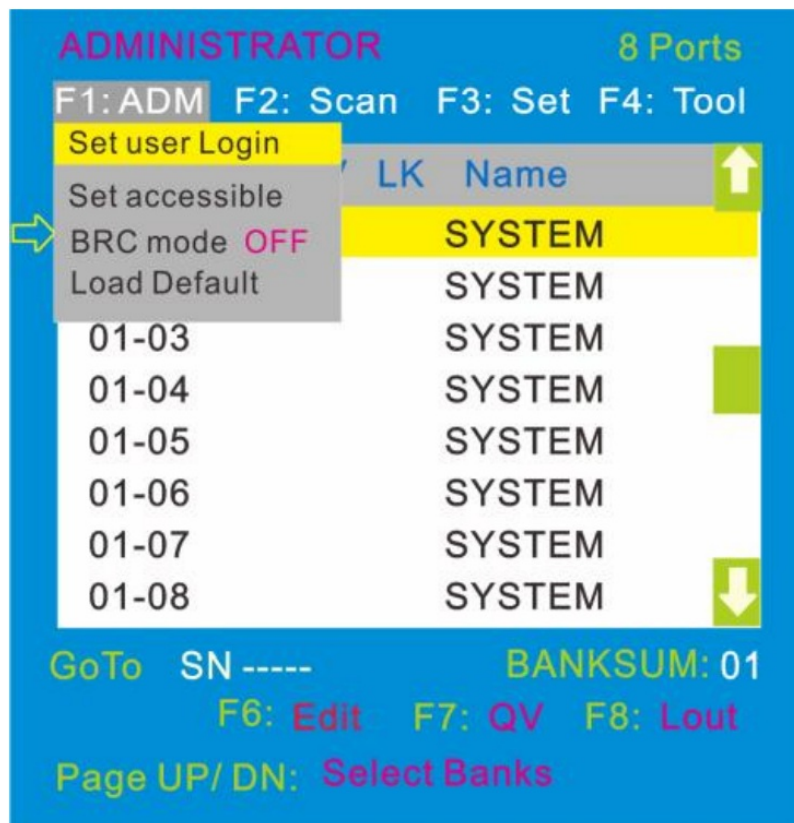 ADMINISTRATOR 8 Ports
F1: ADM F2: Scan F3: Set F4: Tool
Set user Login
LK Name
Set accessible
BRC mode OFF SYSTEM
Load Default SYSTEM
01-03 SYSTEM
01-04 SYSTEM
01-05 SYSTEM
01-06 SYSTEM
01-07 SYSTEM
01-08 SYSTEM
GoTo SN ----- BANKSUM: 01
F6: Edit F7: QV F8: Lout
Page UP/ DN: Select Banks